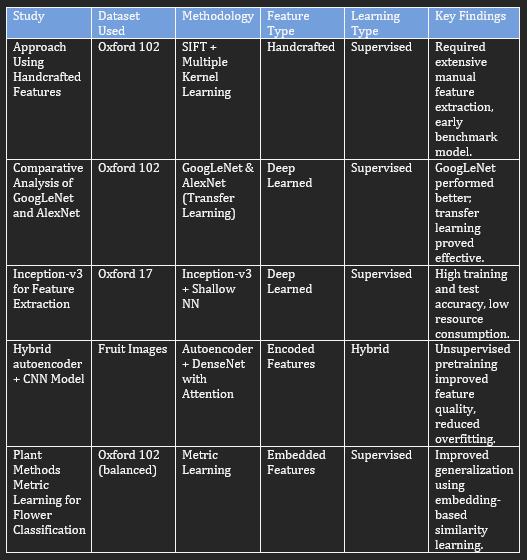 Study
Dataset
Used
Methodology
Feature
Type
Learning
Type
Key Findings
Approach
Using
Handcrafted
Features
Oxford 102
SIFT +
Multiple
Kernel
Learning
Handcrafted
Supervised
Required
extensive
manual
feature
extraction,
early
benchmark
model.
Comparative
Analysis of
GoogLeNet
and AlexNet
Oxford 102
GoogLeNet &
AlexNet
(Transfer
Learning)
Deep
Learned
Supervised
GoogLeNet
performed
better;
transfer
learning
proved
effective.
Inception-v3
for Feature
Extraction
Oxford 17
Inception-v3
+ Shallow
NN
Deep
Learned
Supervised
High training
and test
accuracy, low
resource
consumption.
Hybrid
autoencoder
+ CNN Model
Fruit Images
Autoencoder
+ DenseNet
with
Attention
Encoded
Features
Hybrid
Unsupervised
pretraining
improved
feature
quality,
reduced
overfitting.
Plant
Methods
Metric
Learning for
Flower
Classification
Oxford 102
(balanced)
Metric
Learning
Embedded
Features
Supervised
Improved
generalization
using
embedding-
based
similarity
learning.